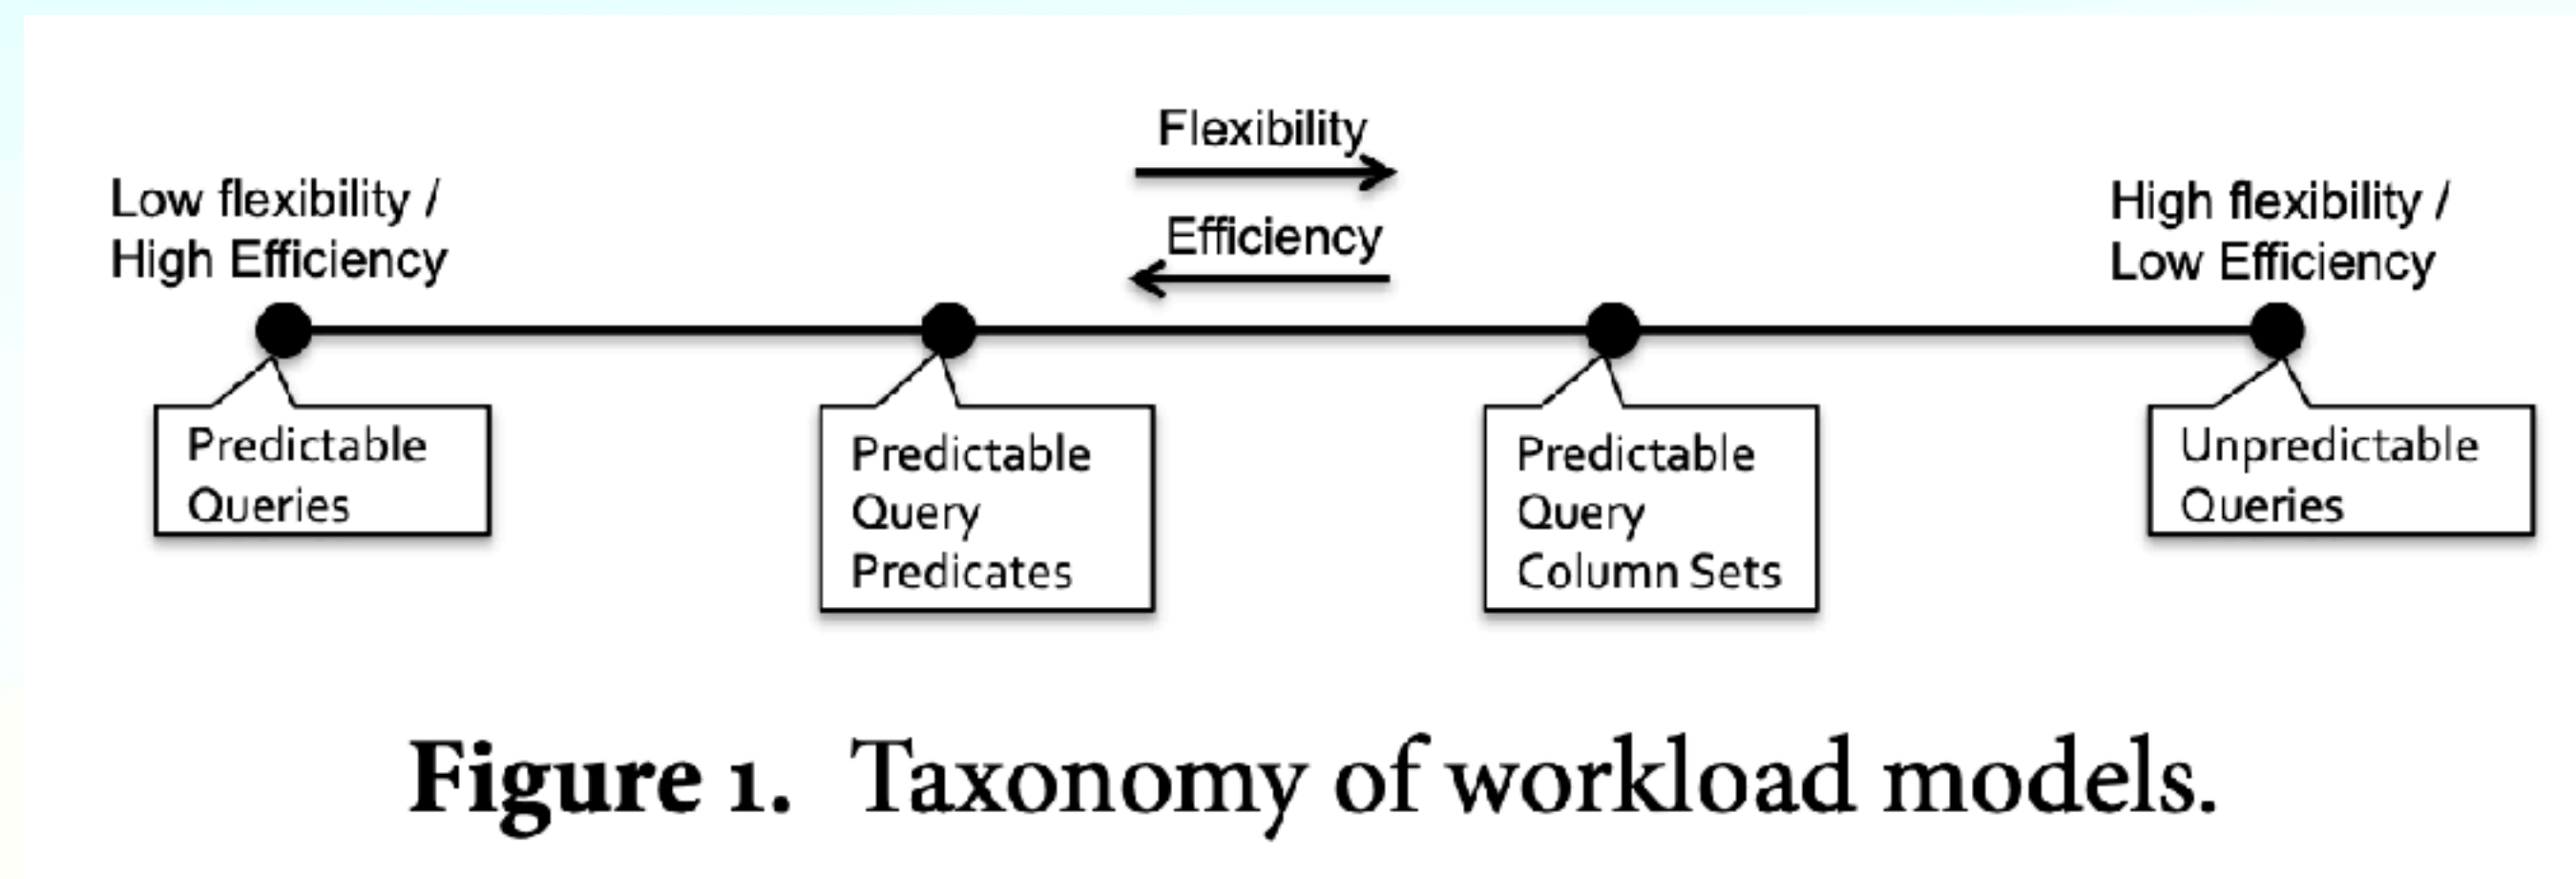 Flexibility
Efficiency
Low flexibility /
High Efficiency
High flexibility /
Low Efficiency
Predictable
Queries
Predictable
Query
Predicates
Predictable
Query
Column Sets
Unpredictable
Queries
Figure 1. Taxonomy of workload models.